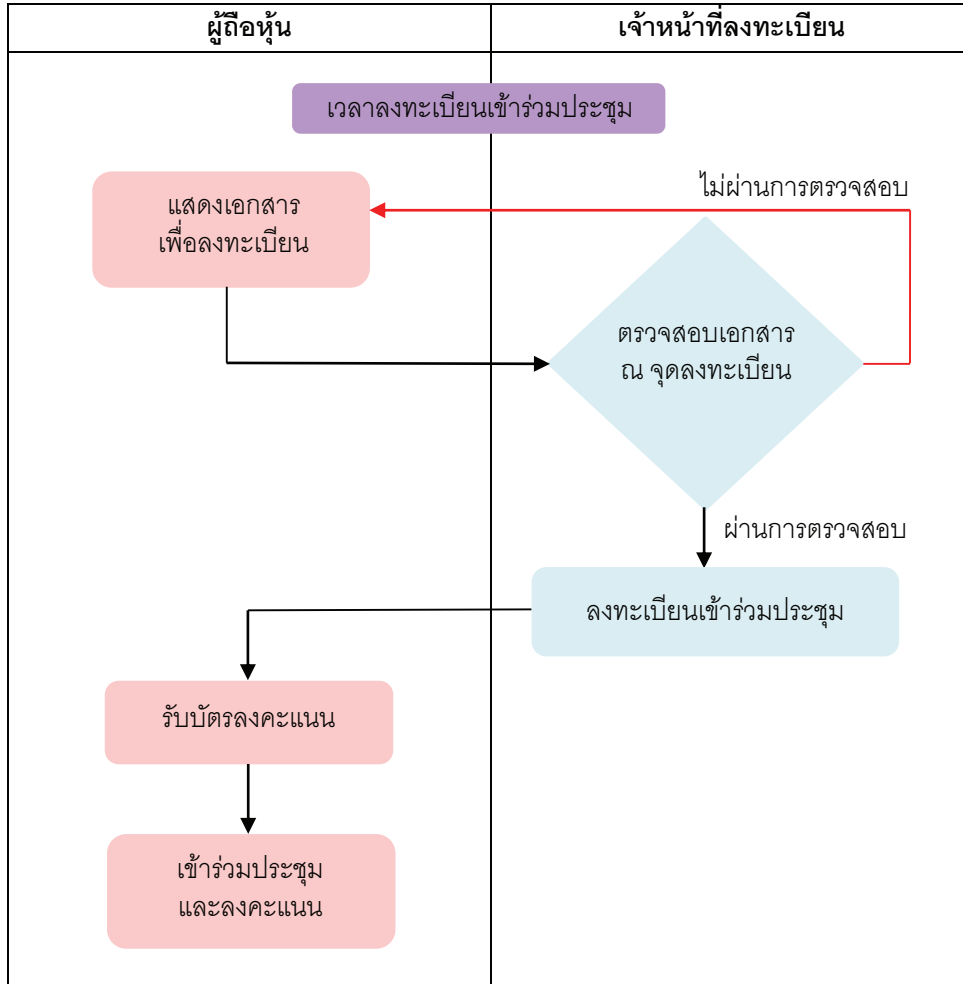 ผู้ถือหุ้น
เจ้าหน้าที่ลงทะเบียน
เวลาลงทะเบียนเข้าร่วมประชุม
ไม่ผ่านการตรวจสอบ
แสดงเอกสาร
เพื่อลงทะเบียน
ตรวจสอบเอกสาร
ณ จุดลงทะเบียน
ผ่านการตรวจสอบ
ลงทะเบียนเข้าร่วมประชุม
รับบัตรลงคะแนน
เข้าร่วมประชุม
และลงคะแนน